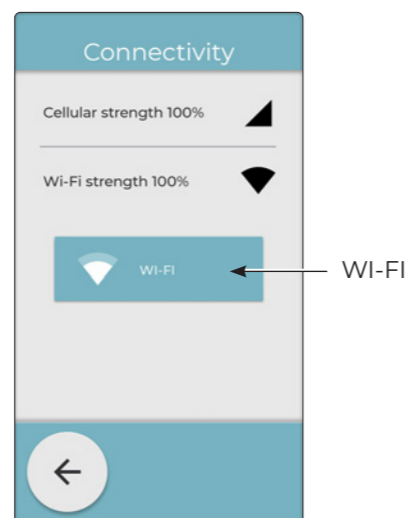 Connectivity
Cellular strength 100%
Wi-Fi strength 100%
WI-FI
WI-FI